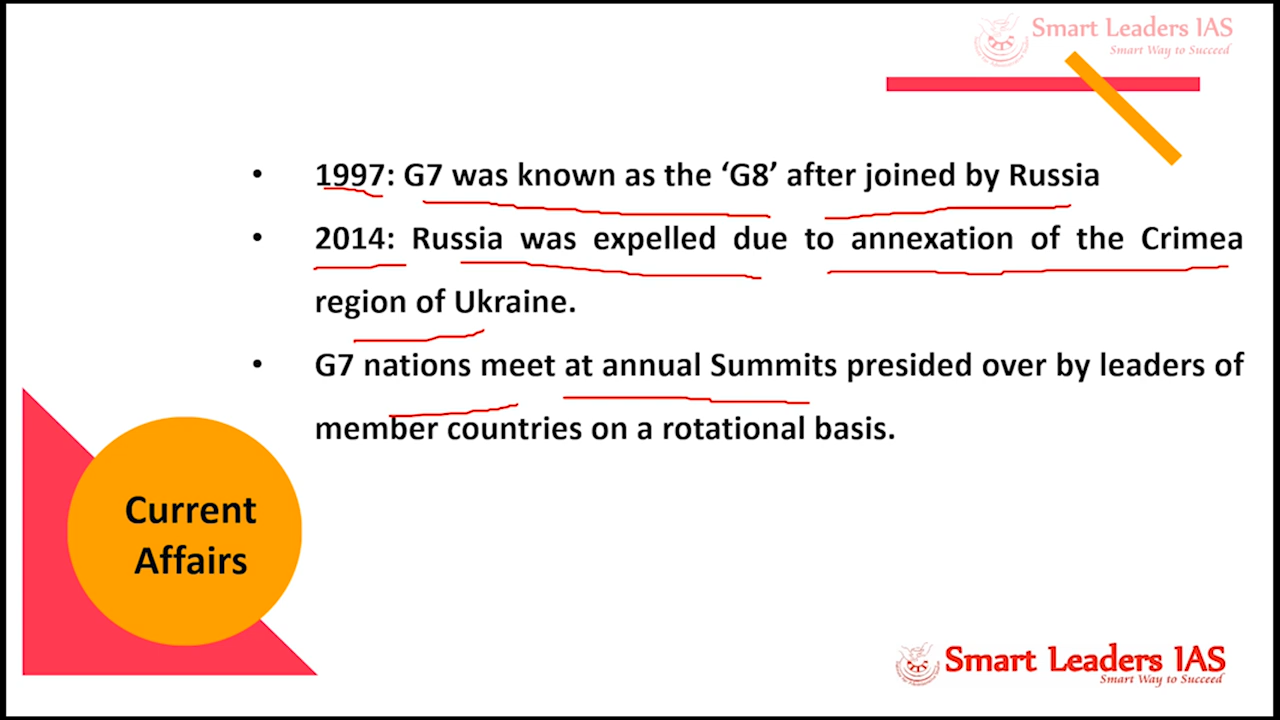 Smart Leaders IAS
Smart Way to Succeed
• 1997: G7 was known as the ‘G8’ after joined by Russia
• 2014: Russia was expelled due to annexation of the Crimea
region of Ukraine.
• G7 nations meet at annual Summits presided over by leaders of
member countries on a rotational basis.
Current
Affairs
Smart Leaders IAS
Smart Way to Succeed